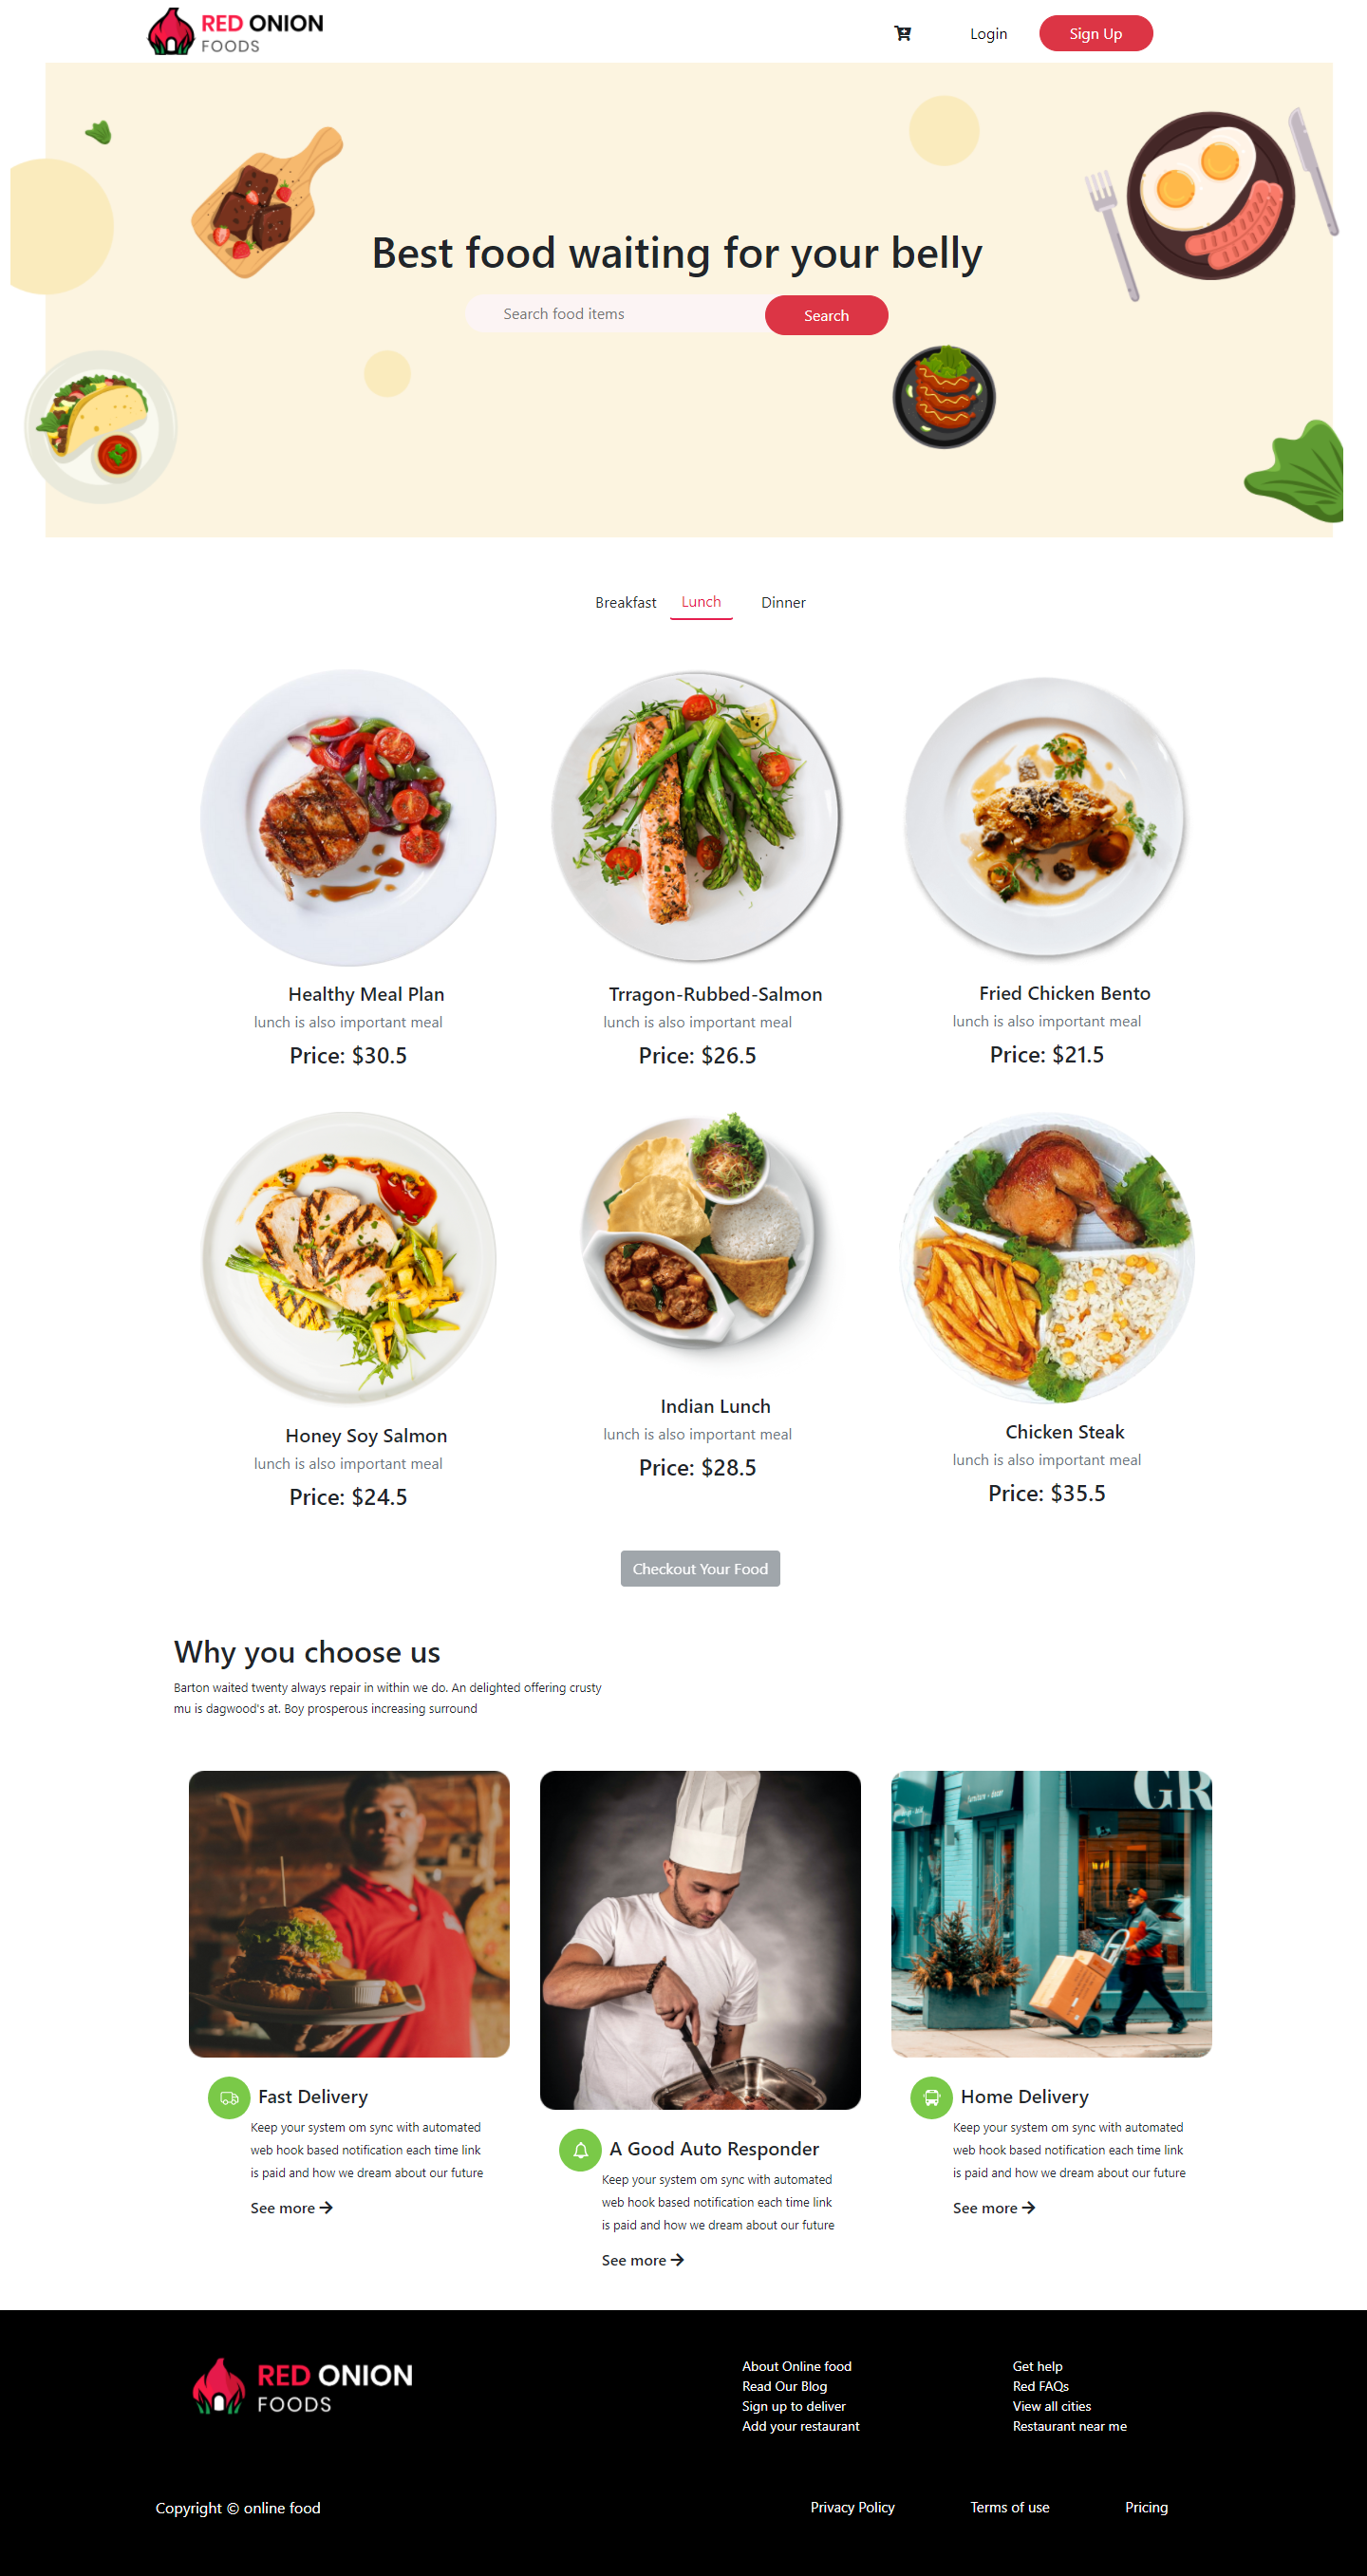 RED ONION
FOODS
Login
Sign Up
Best food waiting for your belly
Search food items
Search
Breakfast
Lunch
Dinner
Healthy Meal Plan
lunch is also important meal
Price: $30.5
Trragon-Rubbed-Salmon
lunch is also important meal
Price: $26.5
Fried Chicken Bento
lunch is also important meal
Price: $21.5
Honey Soy Salmon
lunch is also important meal
Price: $24.5
Indian Lunch
lunch is also important meal
Price: $28.5
Chicken Steak
lunch is also important meal
Price: $35.5
Checkout Your Food
Why you choose us
Barton waited twenty always repair in within we do. An delighted offering crusty
mu is dagwood's at. Boy prosperous increasing surround
GR
Fast Delivery
Keep your system om sync with automated
web hook based notification each time link
is paid and how we dream about our future
See more
A Good Auto Responder
Keep your system om sync with automated
web hook based notification each time link
is paid and how we dream about our future
See more
Home Delivery
Keep your system om sync with automated
web hook based notification each time link
is paid and how we dream about our future
See more
RED ONION
FOODS
About Online food
Read Our Blog
Sign up to deliver
Add your restaurant
Get help
Red FAQs
View all cities
Restaurant near me
Copyright © online food
Privacy Policy
Terms of use
Pricing